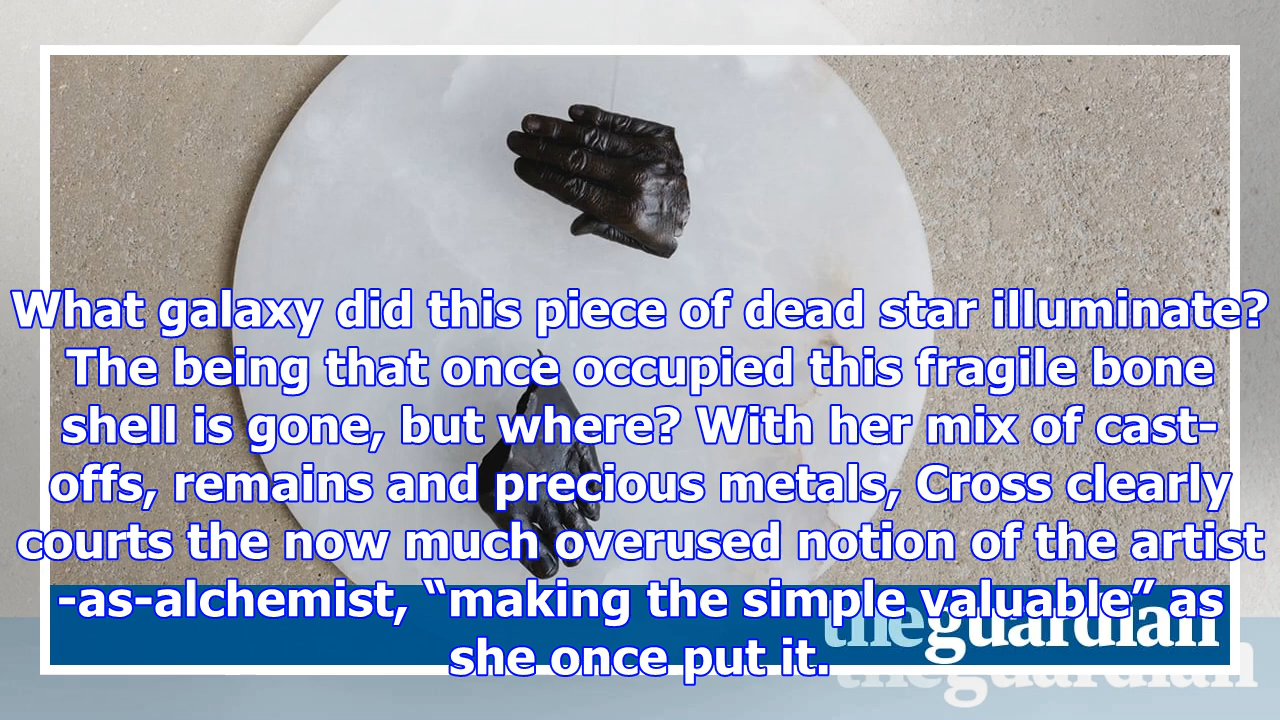 What galaxy did this piece of dead star illuminate?
The being that once occupied this fragile bone
shell is gone, but where? With her mix of cast-
offs, remains and precious metals, Cross clearly
courts the now much overused notion of the artist
-as-alchemist, “making the simple valuable” as
she once put it.
theguardian
theguardian